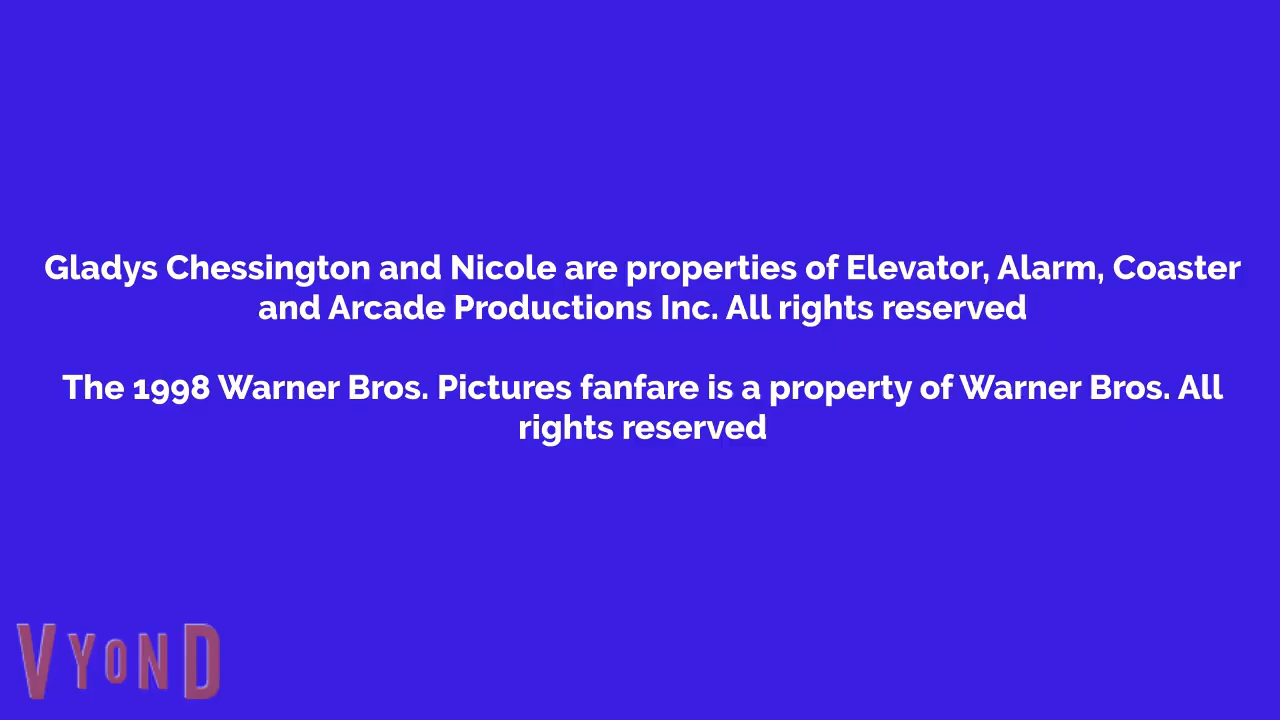 Gladys Chessington and Nicole are properties of Elevator, Alarm, Coaster
and Arcade Productions Inc. All rights reserved
The 1998 Warner Bros. Pictures fanfare is a property of Warner Bros. All
rights reserved
VYOND